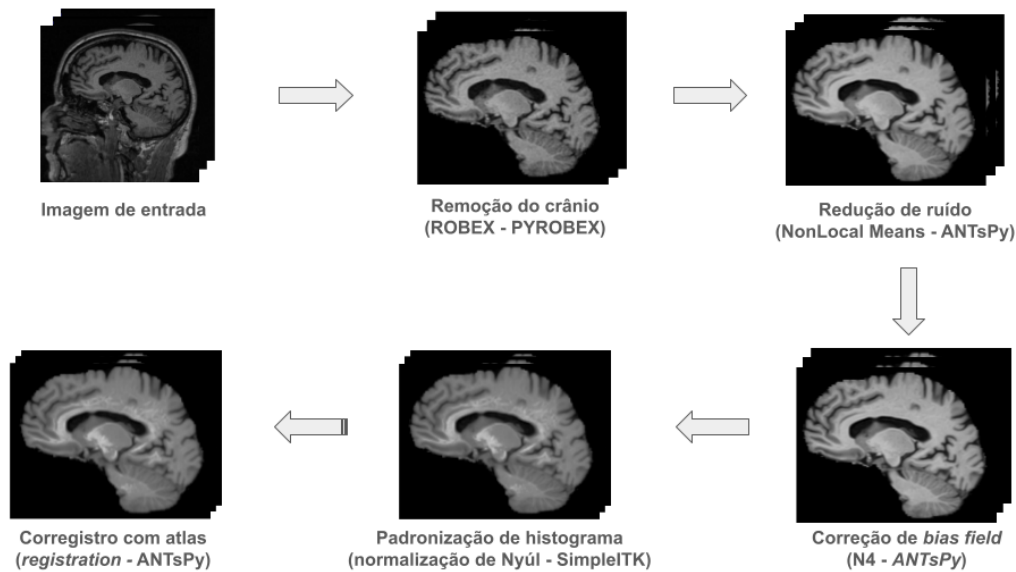 Imagem de entrada
Remoção do crânio
(ROBEX - PYROBEX)
Redução de ruído
(NonLocal Means - ANTsPy)
Correção de bias field
(N4 - ANTsPy)
Padronização de histograma
(normalização de Nyúl - SimpleITK)
Corregistro com atlas
(registration - ANTsPy)